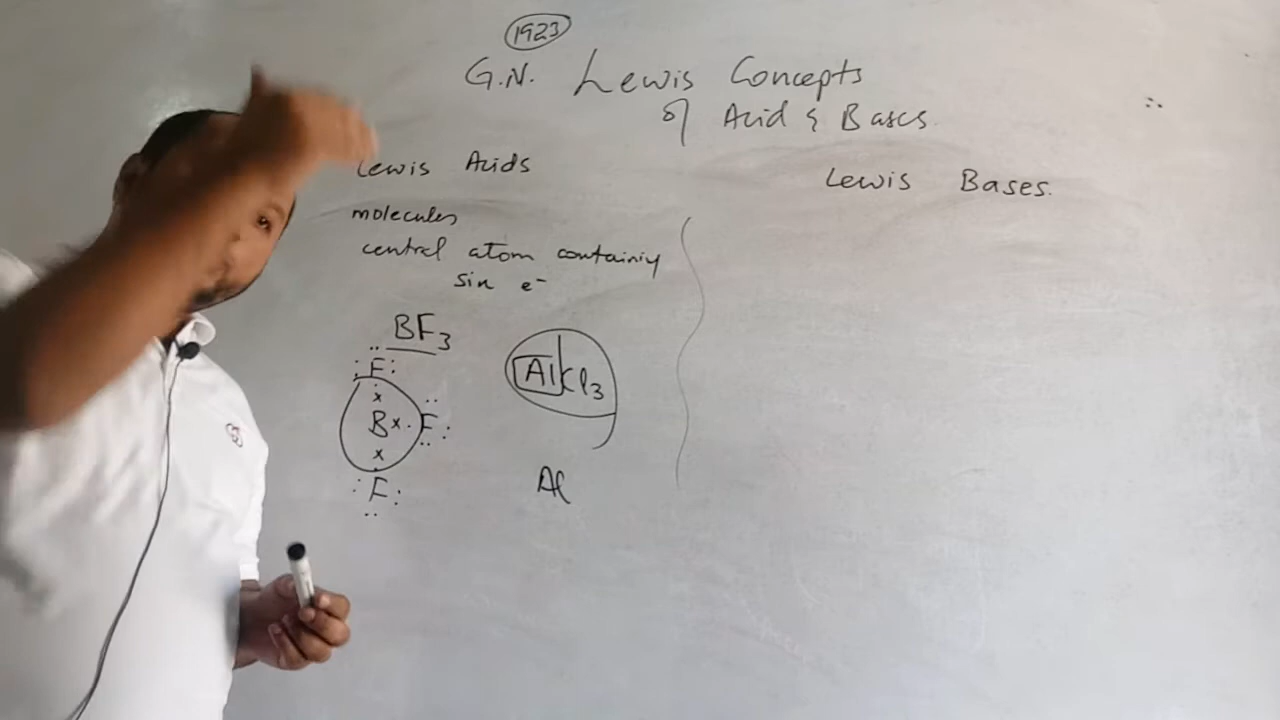 1923
G.N. Lewis Concepts
of Acid & Bases.
Lewis Acids
Lewis Bases.
molecules
central atom containing
six e⁻
BF₃
AlCl₃
F
B F
F
Al